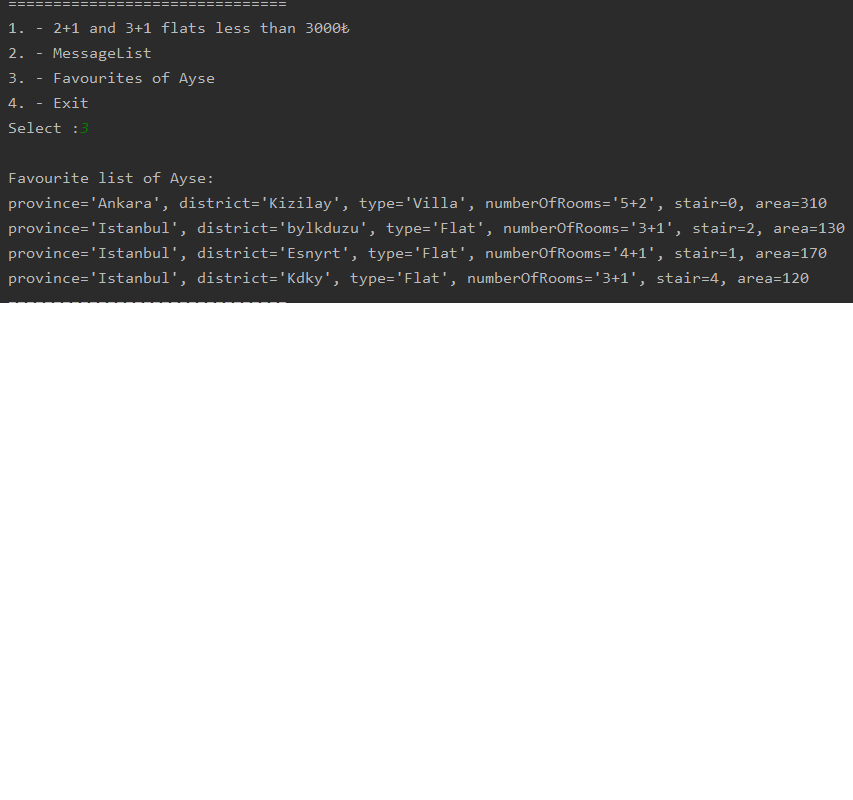 ===============================
1. - 2+1 and 3+1 flats less than 3000₺
2. - MessageList
3. - Favourites of Ayse
4. - Exit
Select :3
Favourite list of Ayse:
province='Ankara', district='Kizilay', type='Villa', numberOfRooms='5+2', stair=0, area=310
province='Istanbul', district='bylkduzu', type='Flat', numberOfRooms='3+1', stair=2, area=130
province='Istanbul', district='Esnyrt', type='Flat', numberOfRooms='4+1', stair=1, area=170
province='Istanbul', district='Kdky', type='Flat', numberOfRooms='3+1', stair=4, area=120
===============================